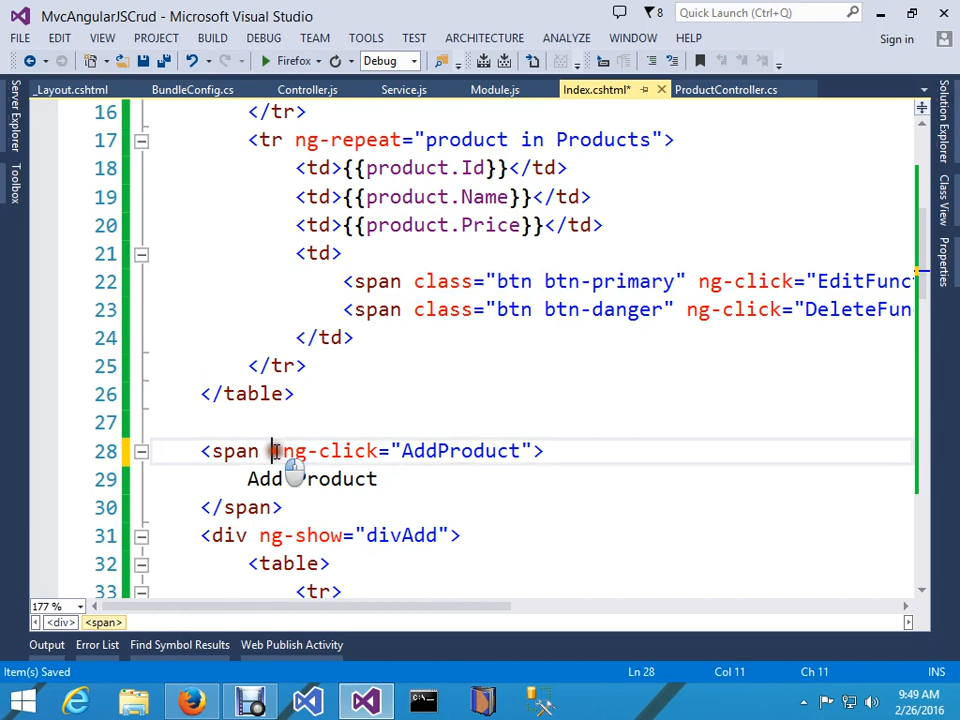 MvcAngularJSCrud - Microsoft Visual Studio
8
Quick Launch (Ctrl+Q)
FILE EDIT VIEW PROJECT BUILD DEBUG TEAM TOOLS TEST ARCHITECTURE ANALYZE WINDOW HELP
Sign in
Firefox Debug
_Layout.cshtml BundleConfig.cs Controller.js Service.js Module.js Index.cshtml* ProductController.cs
Server Explorer
Toolbox
Solution Explorer
Class View
Properties
16 </tr>
17 <tr ng-repeat="product in Products">
18 <td>{{product.Id}}</td>
19 <td>{{product.Name}}</td>
20 <td>{{product.Price}}</td>
21 <td>
22 <span class="btn btn-primary" ng-click="EditFunc
23 <span class="btn btn-danger" ng-click="DeleteFun
24 </td>
25 </tr>
26 </table>
27
28 <span ng-click="AddProduct">
29 Add Product
30 </span>
31 <div ng-show="divAdd">
32 <table>
33 <tr>
177 %
<div> <span>
Output Error List Find Symbol Results Web Publish Activity
Item(s) Saved Ln 28 Col 11 Ch 11 INS
9:49 AM
2/26/2016